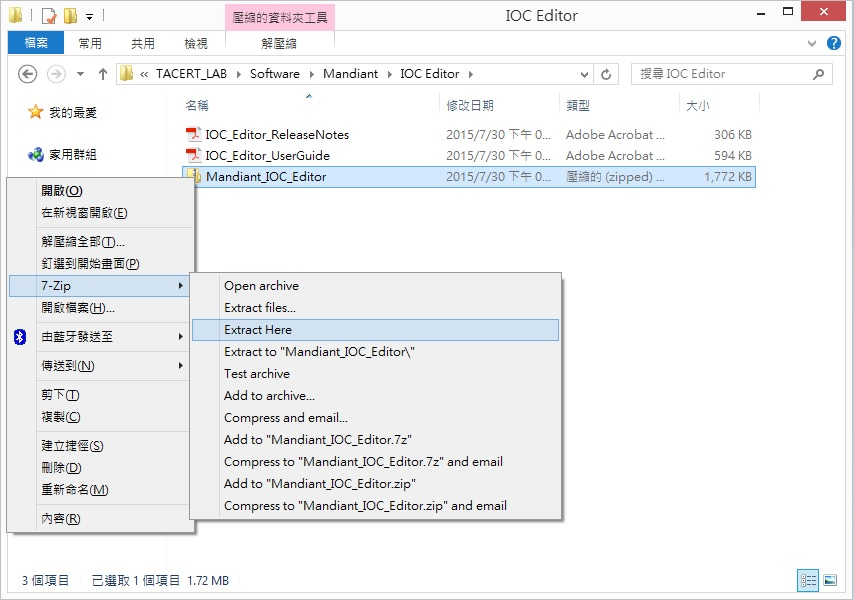 壓縮的資料夾工具
IOC Editor
檔案 常用 共用 檢視 解壓縮
« TACERT_LAB Software Mandiant IOC Editor
搜尋 IOC Editor
我的最愛
家用群組
名稱 修改日期 類型 大小
IOC_Editor_ReleaseNotes 2015/7/30 下午 0... Adobe Acrobat ... 306 KB
IOC_Editor_UserGuide 2015/7/30 下午 0... Adobe Acrobat ... 594 KB
Mandiant_IOC_Editor 2015/7/30 下午 0... 壓縮的 (zipped) ... 1,772 KB
開啟(O)
在新視窗開啟(E)
解壓縮全部(T)...
釘選到開始畫面(P)
7-Zip
開啟檔案(H)...
由藍牙發送至
傳送到(N)
剪下(T)
複製(C)
建立捷徑(S)
刪除(D)
重新命名(M)
內容(R)
Open archive
Extract files...
Extract Here
Extract to "Mandiant_IOC_Editor\"
Test archive
Add to archive...
Compress and email...
Add to "Mandiant_IOC_Editor.7z"
Compress to "Mandiant_IOC_Editor.7z" and email
Add to "Mandiant_IOC_Editor.zip"
Compress to "Mandiant_IOC_Editor.zip" and email
3 個項目 已選取 1 個項目 1.72 MB